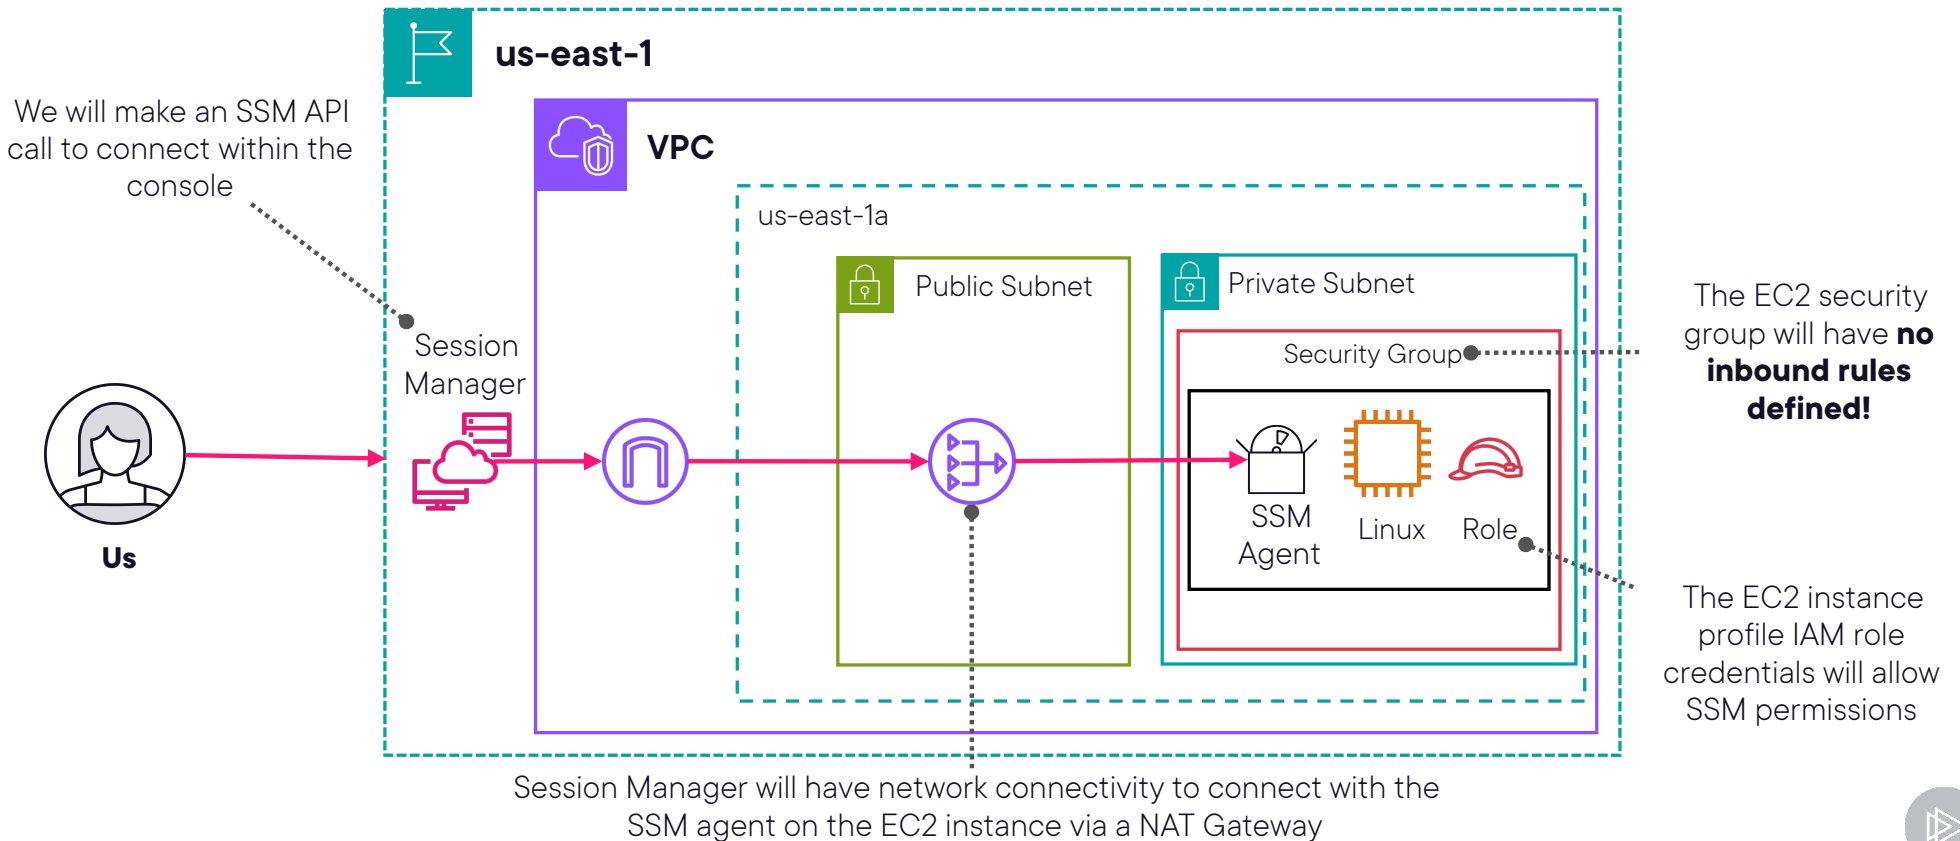 us-east-1
We will make an SSM API
call to connect within the
console
VPC
us-east-1a
Public Subnet
Private Subnet
Security Group
The EC2 security
group will have no
inbound rules
defined!
Session
Manager
Us
SSM
Agent
Linux
Role
The EC2 instance
profile IAM role
credentials will allow
SSM permissions
Session Manager will have network connectivity to connect with the
SSM agent on the EC2 instance via a NAT Gateway